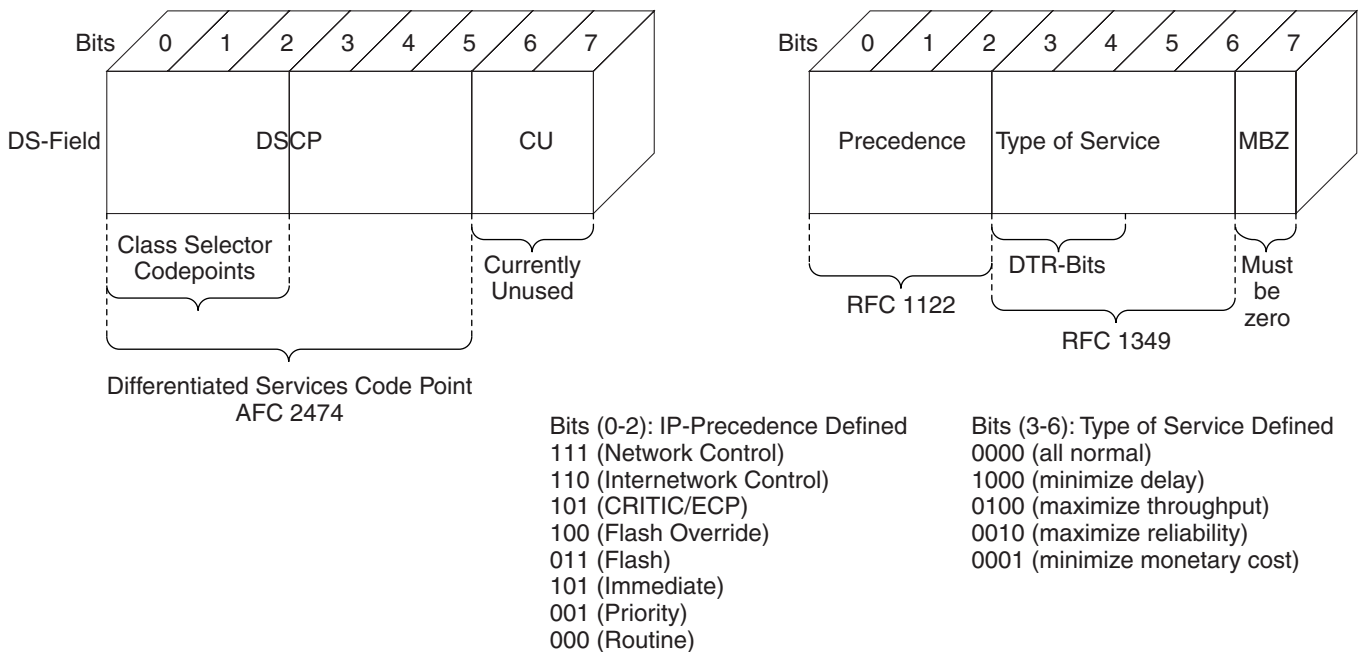 Bits 0 1 2 3 4 5 6 7
DS-Field DSCP CU
Class Selector
Codepoints
Currently
Unused
Differentiated Services Code Point
AFC 2474
Bits 0 1 2 3 4 5 6 7
Precedence Type of Service MBZ
DTR-Bits
Must
be
zero
RFC 1122
RFC 1349
Bits (0-2): IP-Precedence Defined
111 (Network Control)
110 (Internetwork Control)
101 (CRITIC/ECP)
100 (Flash Override)
011 (Flash)
101 (Immediate)
001 (Priority)
000 (Routine)
Bits (3-6): Type of Service Defined
0000 (all normal)
1000 (minimize delay)
0100 (maximize throughput)
0010 (maximize reliability)
0001 (minimize monetary cost)